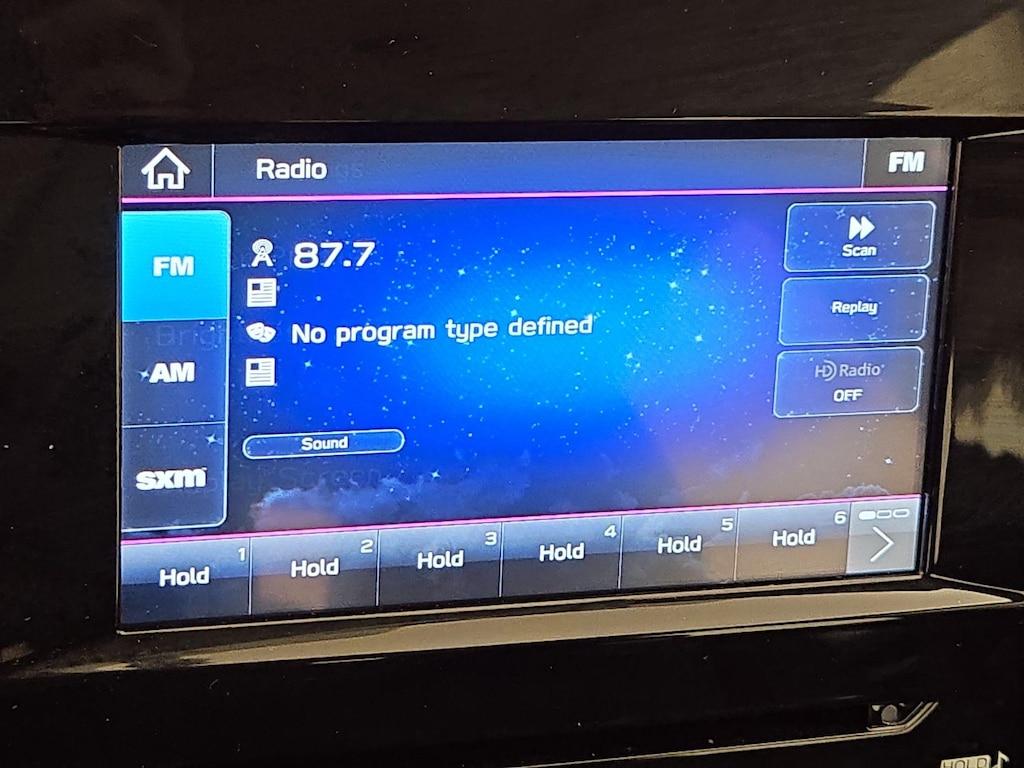 Radio
FM
FM
AM
sxm
87.7
No program type defined
Sound
Scan
Replay
HD Radio
OFF
1
Hold
2
Hold
3
Hold
4
Hold
5
Hold
6
Hold
HOLD